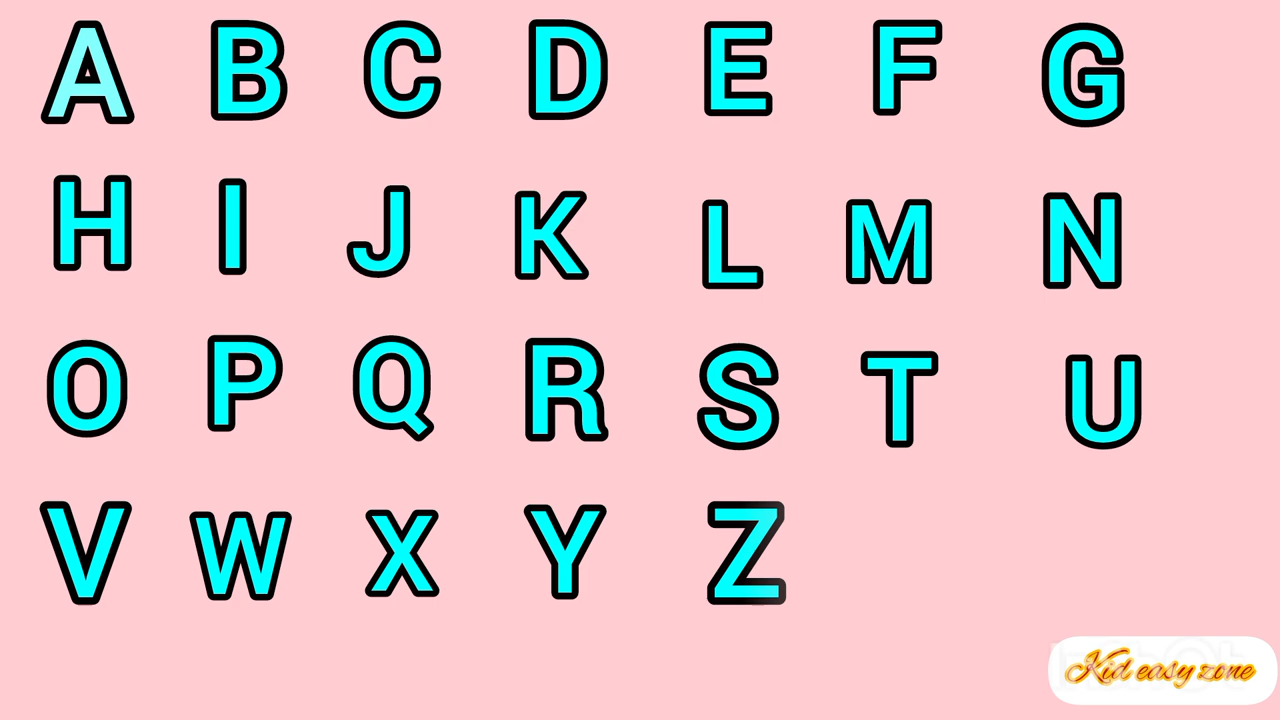 A B C D E F G
H I J K L M N
O P Q R S T U
V W X Y Z
Kid easy zone